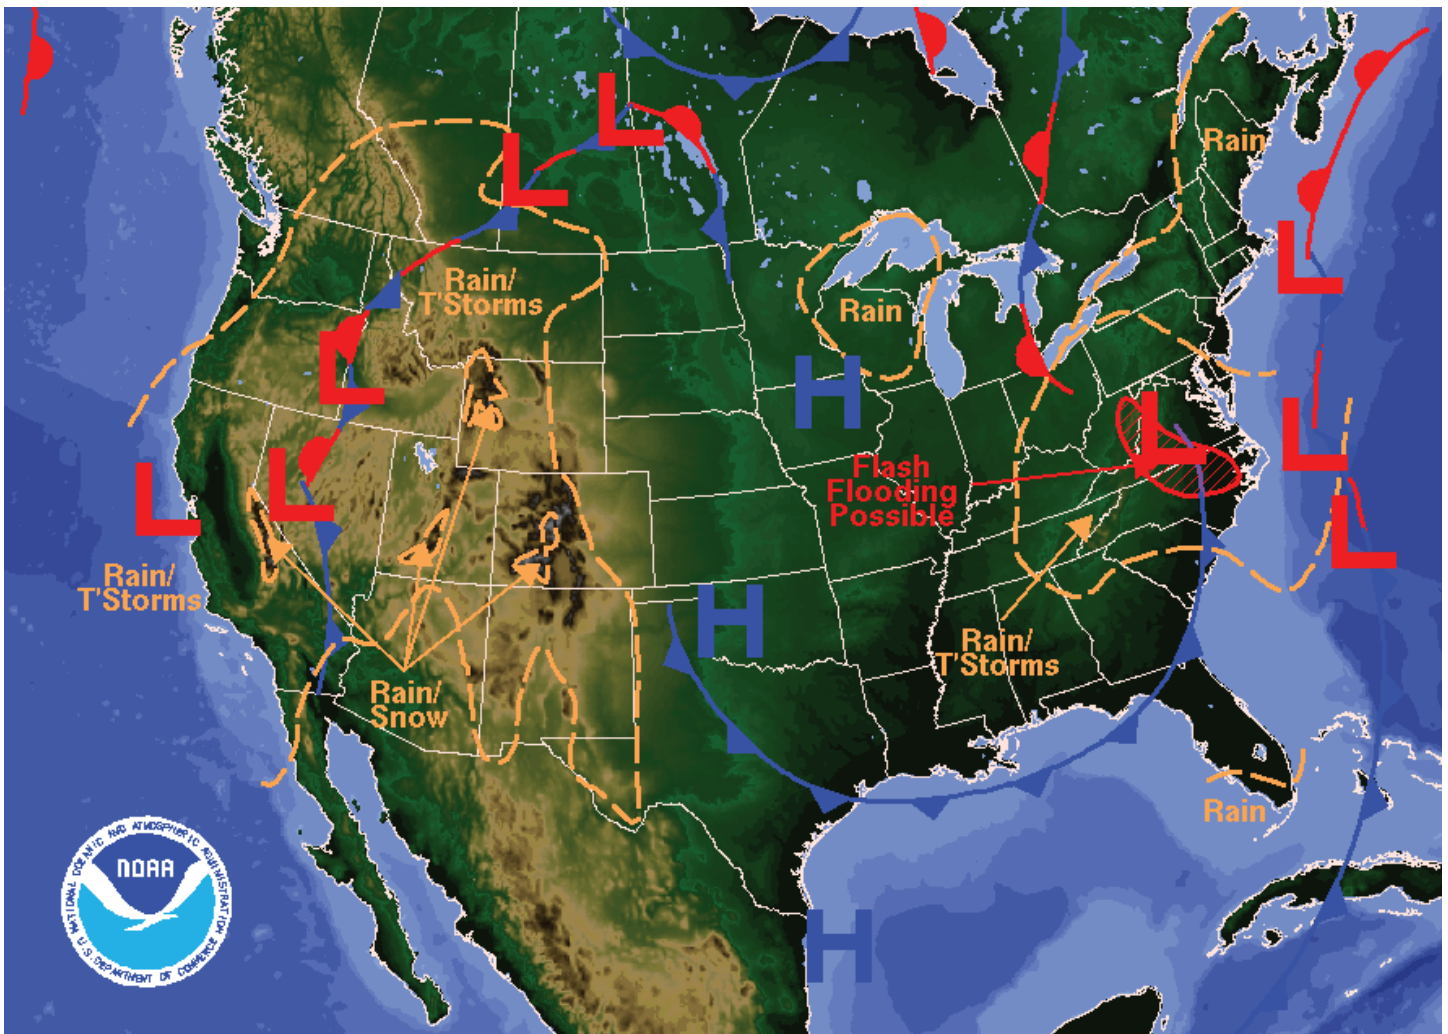 L
L
Rain
L
Rain/
T'Storms
Rain
L
H
L
L
L
Flash
Flooding
Possible
L
L
L
Rain/
T'Storms
H
Rain/
T'Storms
Rain/
Snow
Rain
NATIONAL OCEANIC AND ATMOSPHERIC ADMINISTRATION
NOAA
U.S. DEPARTMENT OF COMMERCE
H